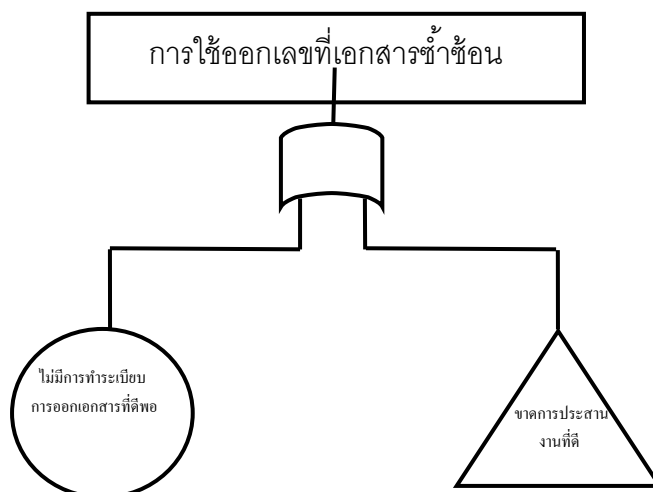 การใช้ออกเลขที่เอกสารซ้ำซ้อน
ไม่มีการทำระเบียบ
การออกเอกสารที่ดีพอ
ขาดการประสาน
งานที่ดี